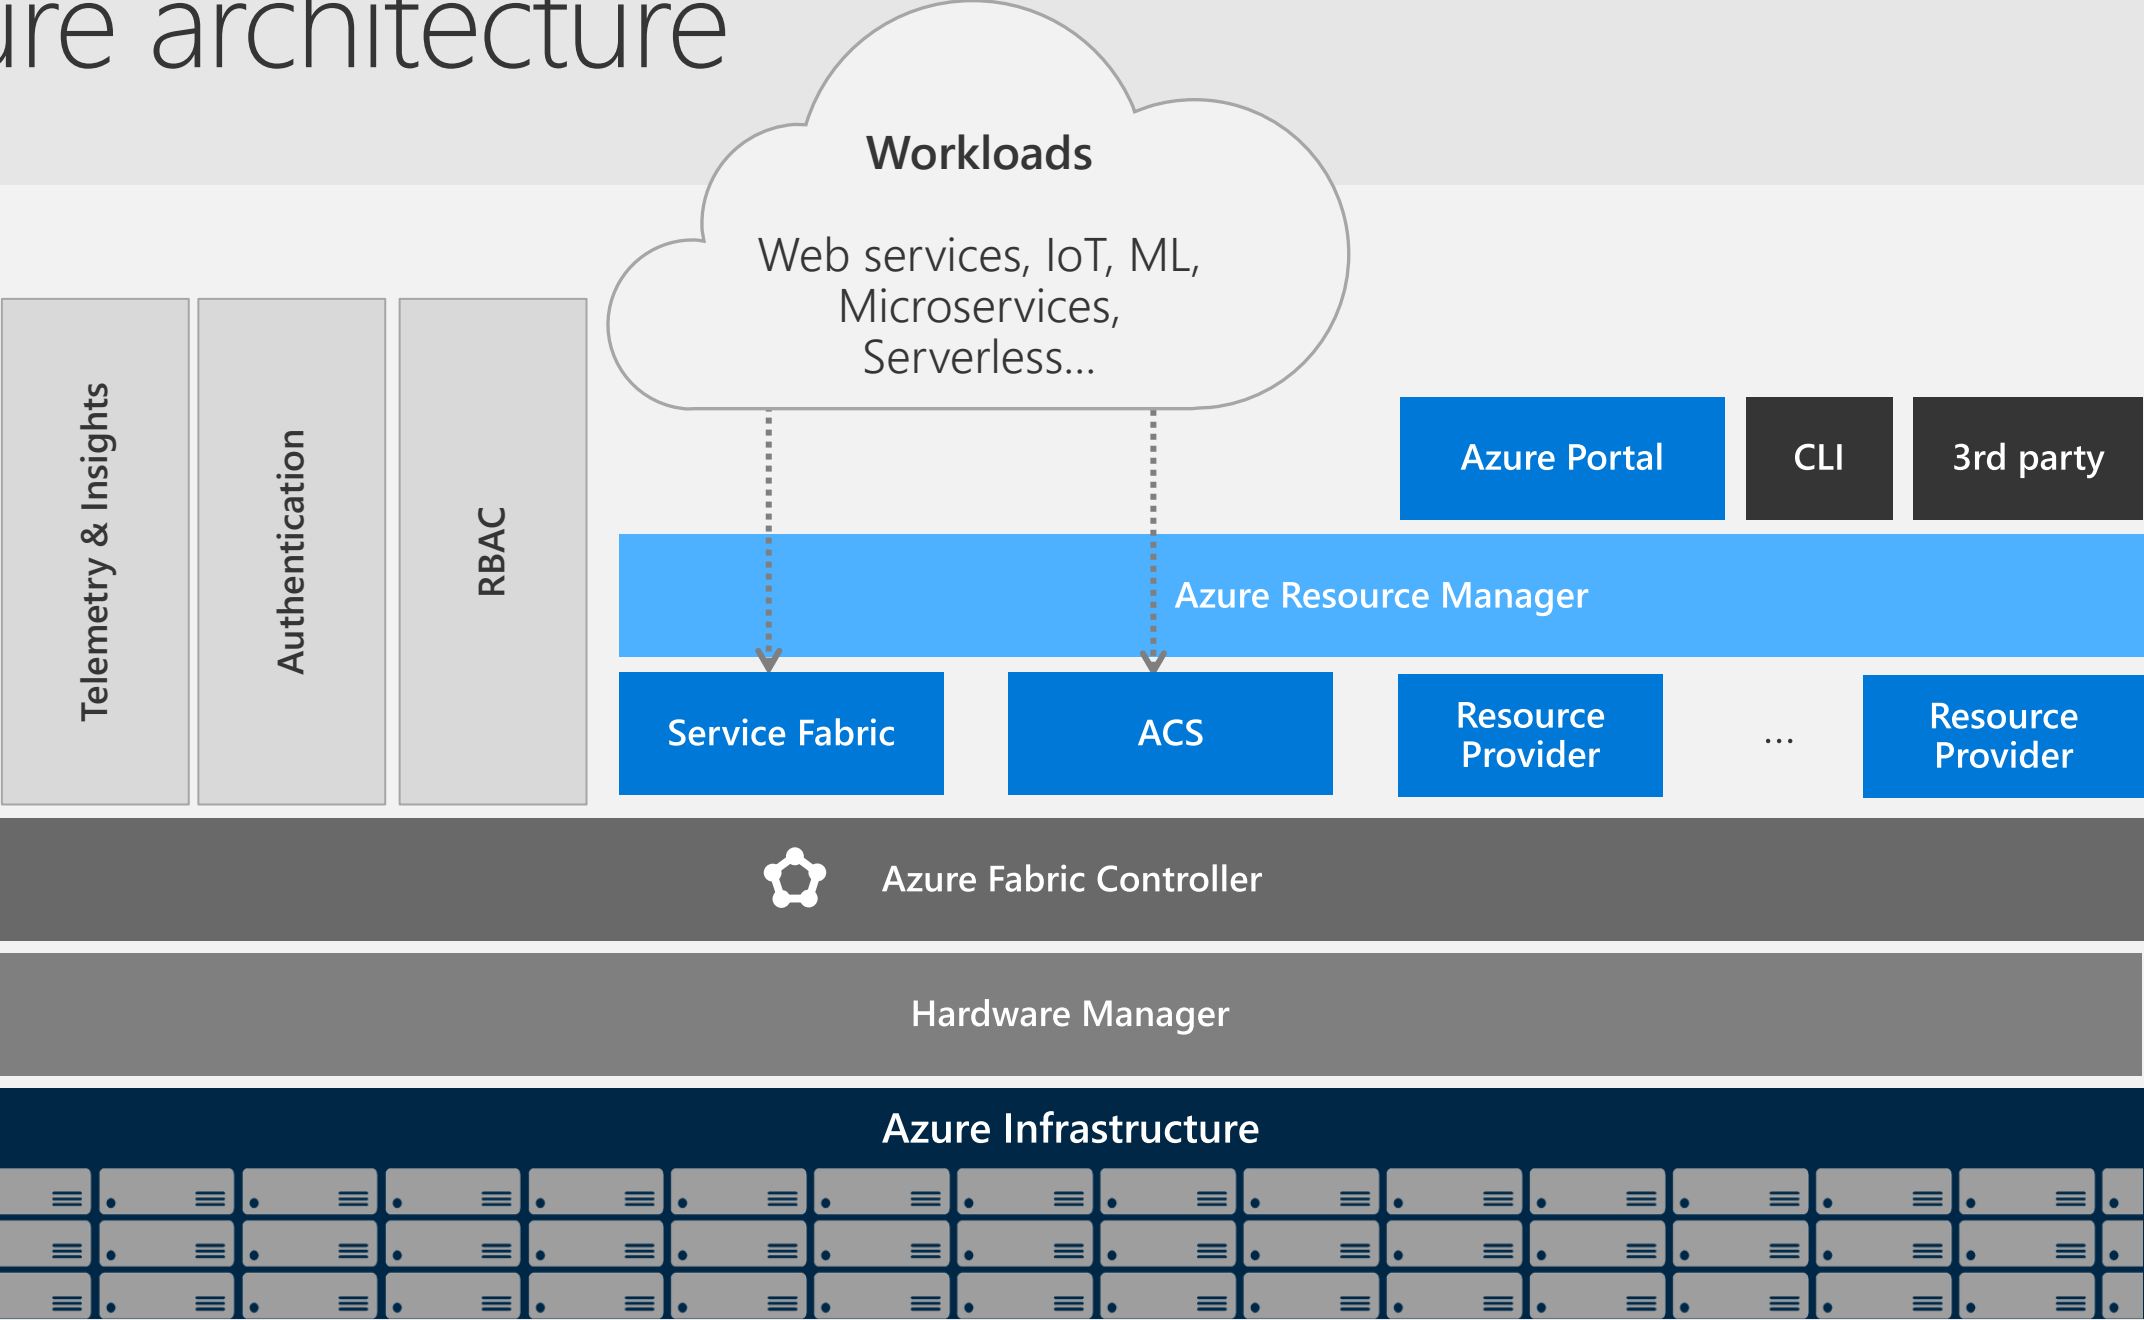 ure architecture
Workloads
Web services, IoT, ML,
Microservices,
Serverless...
Telemetry & Insights
Authentication
RBAC
Azure Portal
CLI
3rd party
Azure Resource Manager
Service Fabric
ACS
Resource
Provider
...
Resource
Provider
Azure Fabric Controller
Hardware Manager
Azure Infrastructure